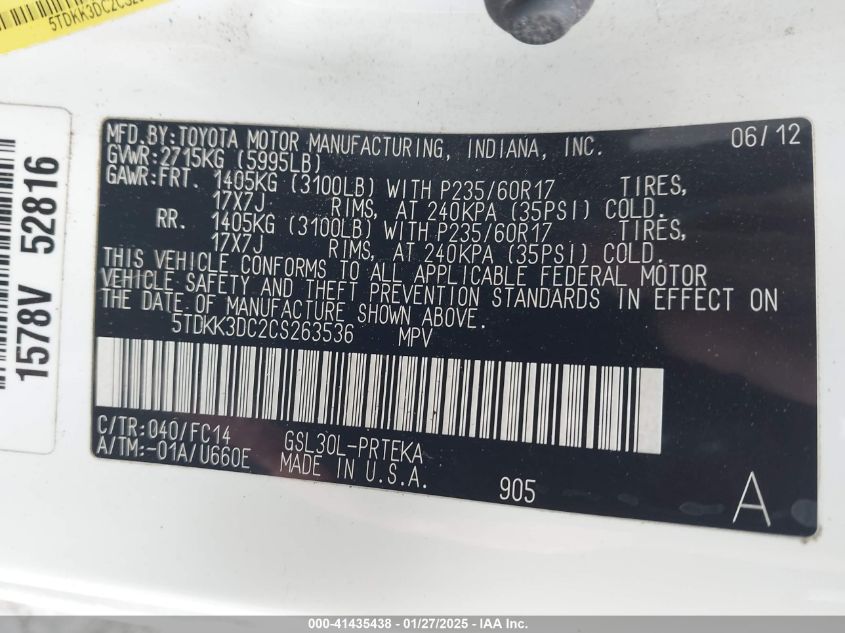 5TDKK3DC2CS26
1578V 52816
MFD.BY:TOYOTA MOTOR MANUFACTURING, INDIANA, INC. 06/12
GVWR:2715KG (5995LB)
GAWR:FRT. 1405KG (3100LB) WITH P235/60R17 TIRES,
17X7J RIMS, AT 240KPA (35PSI) COLD.
RR. 1405KG (3100LB) WITH P235/60R17 TIRES,
17X7J RIMS, AT 240KPA (35PSI) COLD.
THIS VEHICLE CONFORMS TO ALL APPLICABLE FEDERAL MOTOR
VEHICLE SAFETY AND THEFT PREVENTION STANDARDS IN EFFECT ON
THE DATE OF MANUFACTURE SHOWN ABOVE.
5TDKK3DC2CS263536 MPV
C/TR:040/FC14 GSL30L-PRTEKA
A/TM:-01A/U660E MADE IN U.S.A. 905 A
000-41435438 - 01/27/2025 - IAA Inc.